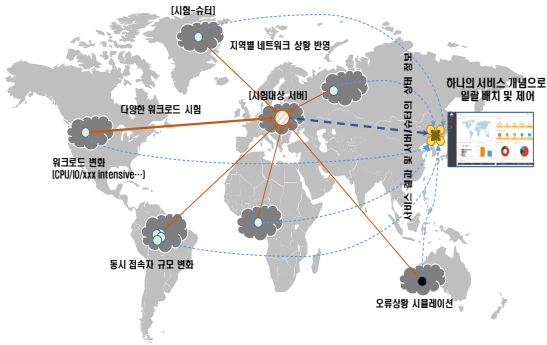 [시험-슈터]
지역별 네트워크 상황 반영
하나의 서비스 개념으로
일괄 배치 및 제어
[시험대상 서버]
다양한 워크로드 시험
서비스 결과 및 서버/슈터의 상태 정보
워크로드 변화
[CPU/IO/xxx intensive…]
동시 접속자 규모 변화
오류상황 시뮬레이션